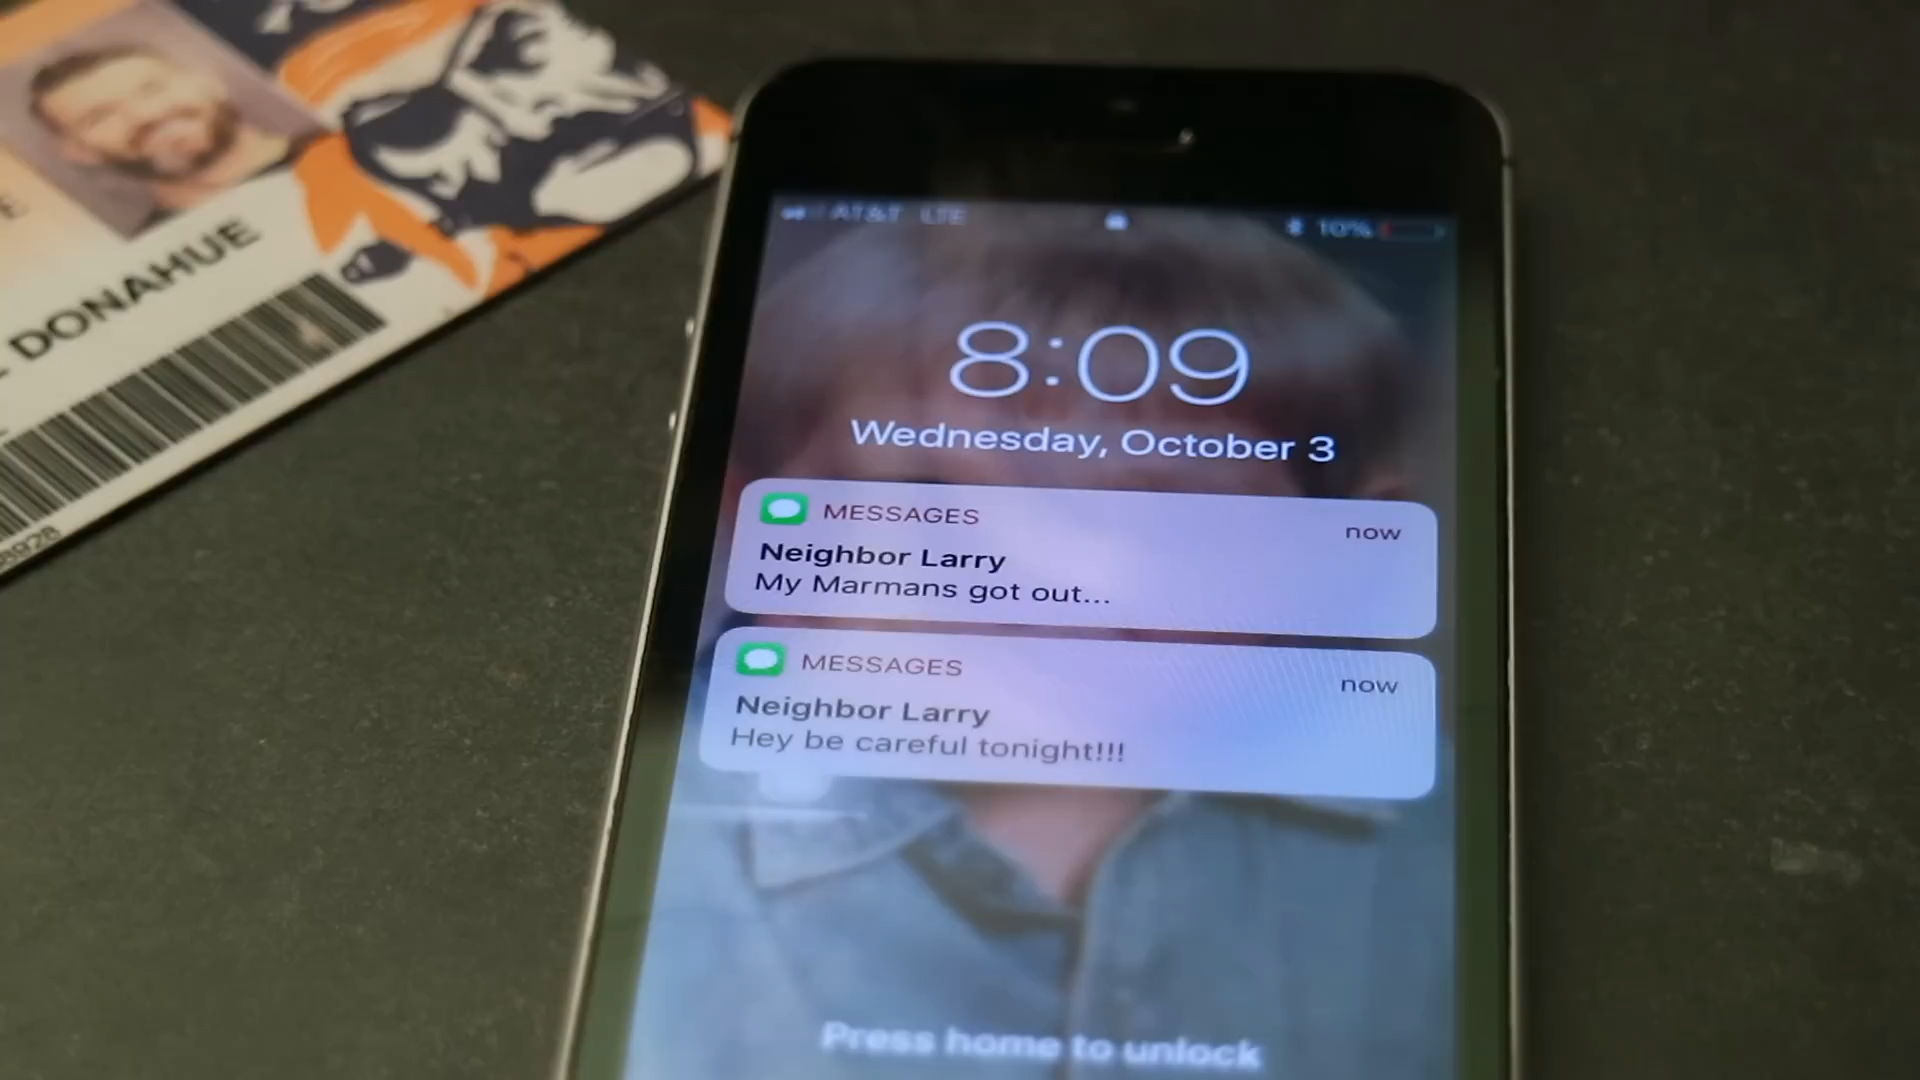 DONAHUE
38928
AT&T LTE
10%
8:09
Wednesday, October 3
MESSAGES
now
Neighbor Larry
My Marmans got out...
MESSAGES
now
Neighbor Larry
Hey be careful tonight!!!
Press home to unlock